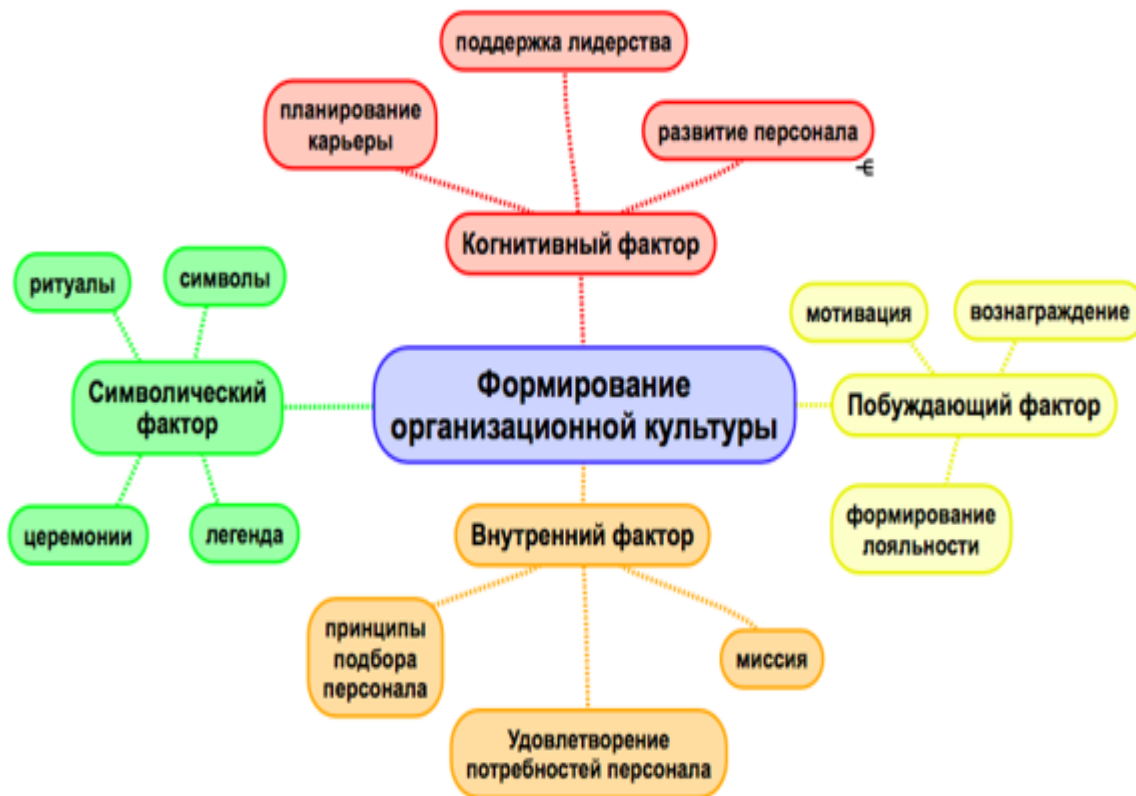 поддержка лидерства
планирование
карьеры
развитие персонала
Когнитивный фактор
ритуалы
символы
Символический
фактор
церемонии
легенда
Формирование
организационной культуры
мотивация
вознаграждение
Побуждающий фактор
формирование
лояльности
Внутренний фактор
принципы
подбора
персонала
миссия
Удовлетворение
потребностей персонала